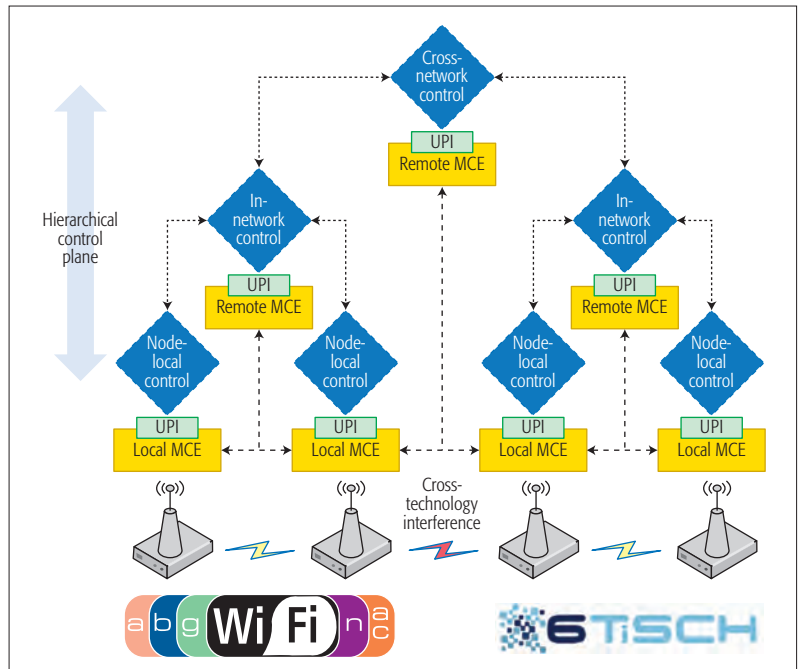 Cross-
network
control
UPI
Remote MCE
Hierarchical
control
plane
In-
network
control
In-
network
control
UPI
Remote MCE
UPI
Remote MCE
Node-
local
control
Node-
local
control
Node-
local
control
Node-
local
control
UPI
Local MCE
UPI
Local MCE
UPI
Local MCE
UPI
Local MCE
Cross-
technology
interference
a b g Wi Fi n ac
6TiSCH